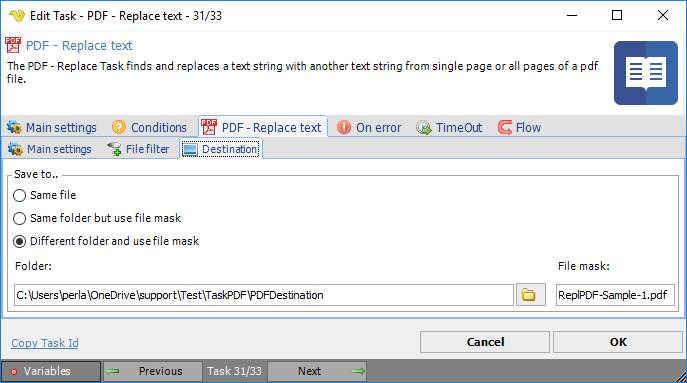 Edit Task - PDF - Replace text - 31/33
PDF
PDF - Replace text
The PDF - Replace Task finds and replaces a text string with another text string from single page or all pages of a pdf
file.
Main settings Conditions PDF PDF - Replace text On error TimeOut Flow
Main settings File filter Destination
Save to..
Same file
Same folder but use file mask
Different folder and use file mask
Folder: File mask:
C:\Users\perla\OneDrive\support\Test\TaskPDF\PDFDestination ReplPDF-Sample-1.pdf
Copy Task Id Cancel OK
Variables Previous Task 31/33 Next